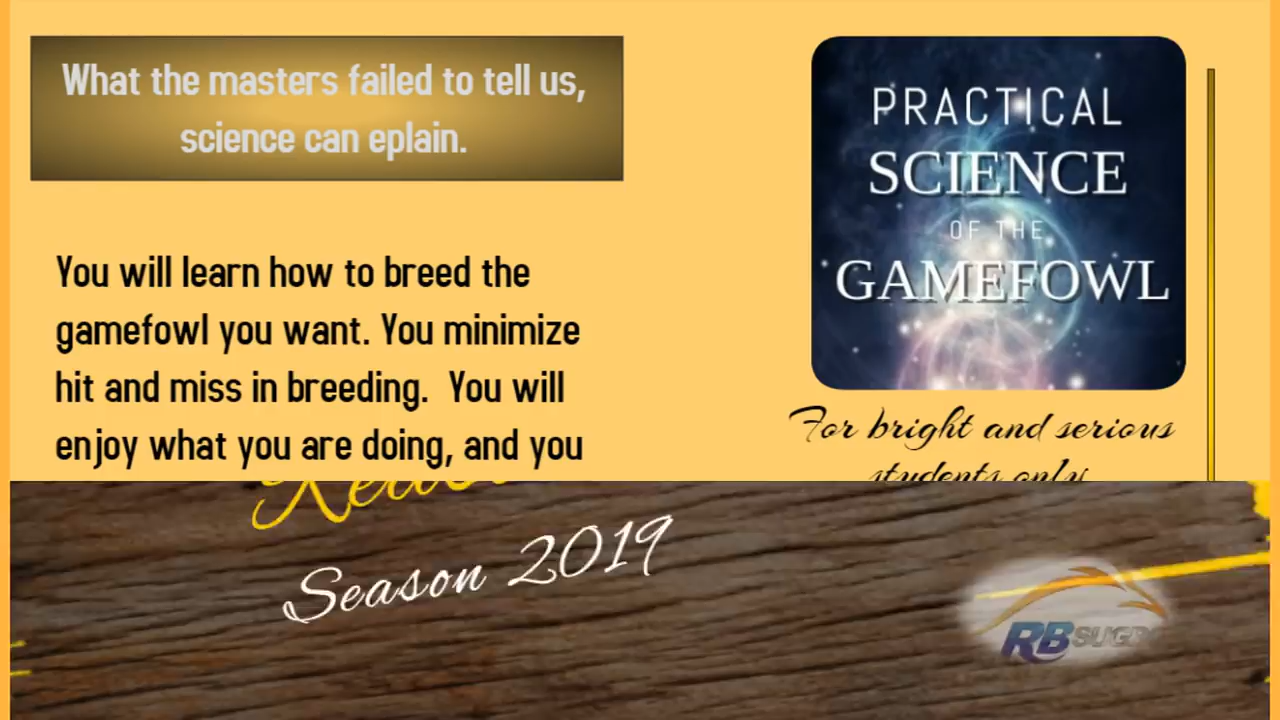 What the masters failed to tell us,
science can eplain.
PRACTICAL
SCIENCE
OF THE
GAMEFOWL
You will learn how to breed the
gamefowl you want. You minimize
hit and miss in breeding. You will
enjoy what you are doing, and you
For bright and serious
students only
Season 2019
RB